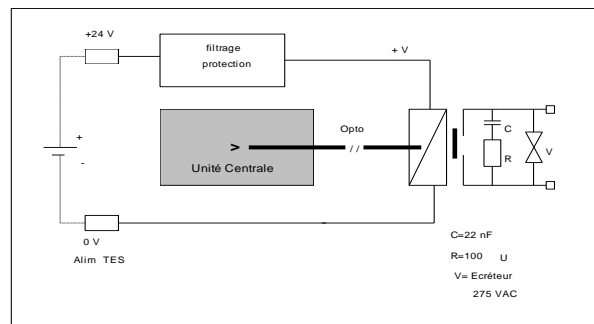 +24 V
filtrage
protection
+ V
+
-
>
Unité Centrale
Opto
/ /
C
R
V
0 V
Alim TES
C=22 nF
R=100 U
V= Ecréteur
275 VAC